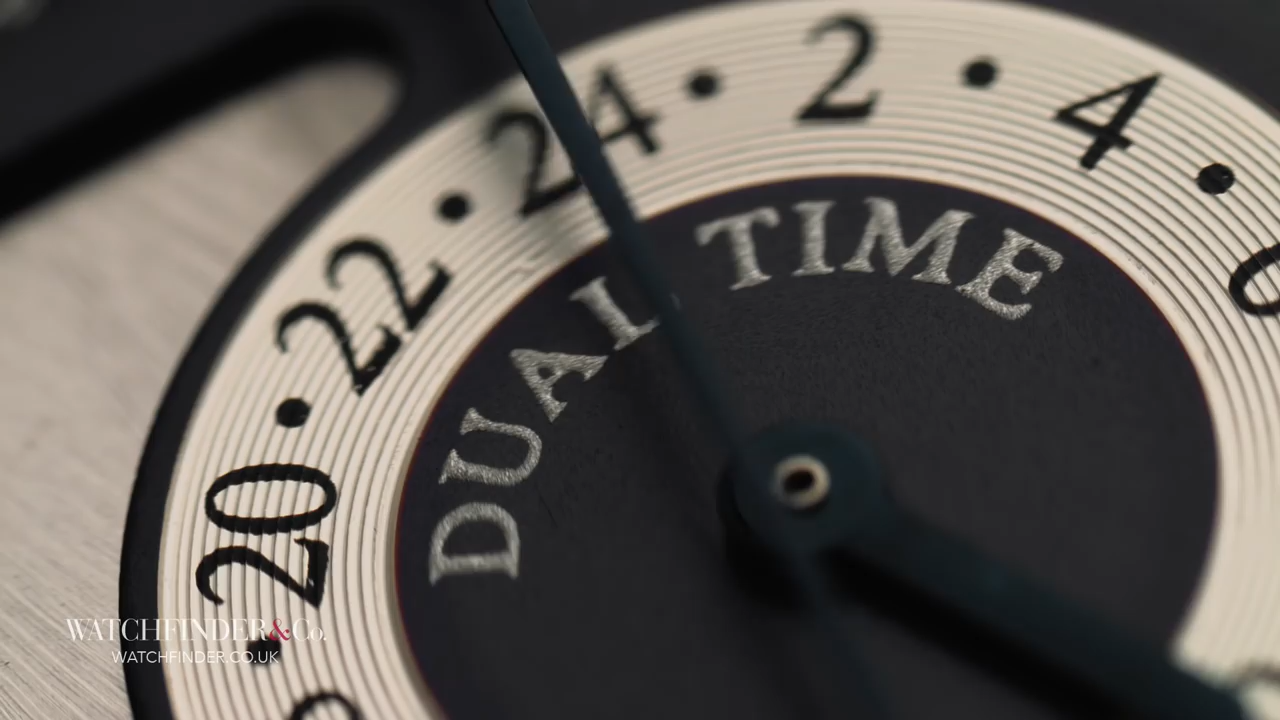 24 • 2 • 4 •
22 •
20 •
DUAL TIME
WATCHFINDER&Co.
WATCHFINDER.CO.UK